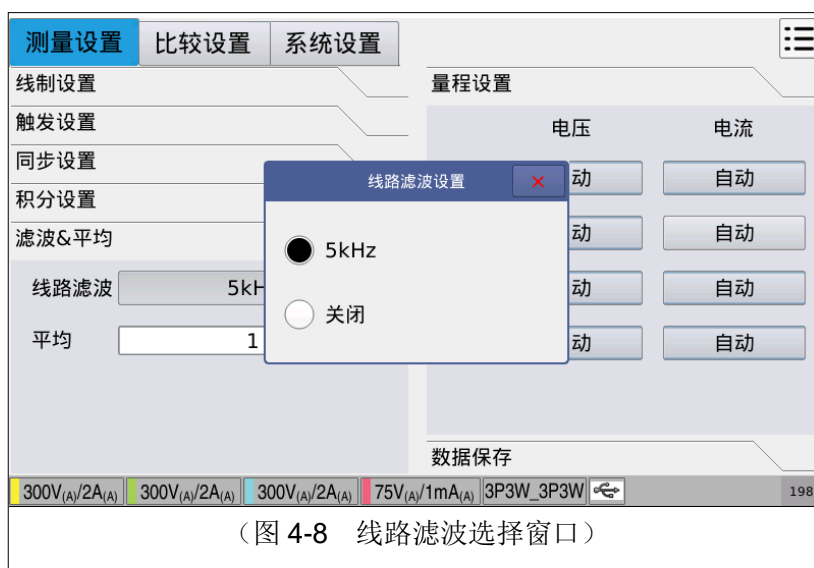 测量设置 比较设置 系统设置
线制设置
触发设置
同步设置
积分设置
滤波&平均
线路滤波 5kH
平均 1
量程设置
电压 电流
动 自动
动 自动
动 自动
动 自动
数据保存
线路滤波设置
5kHz
关闭
300V(A)/2A(A) 300V(A)/2A(A) 300V(A)/2A(A) 75V(A)/1mA(A) 3P3W_3P3W 198
（图 4-8 线路滤波选择窗口）